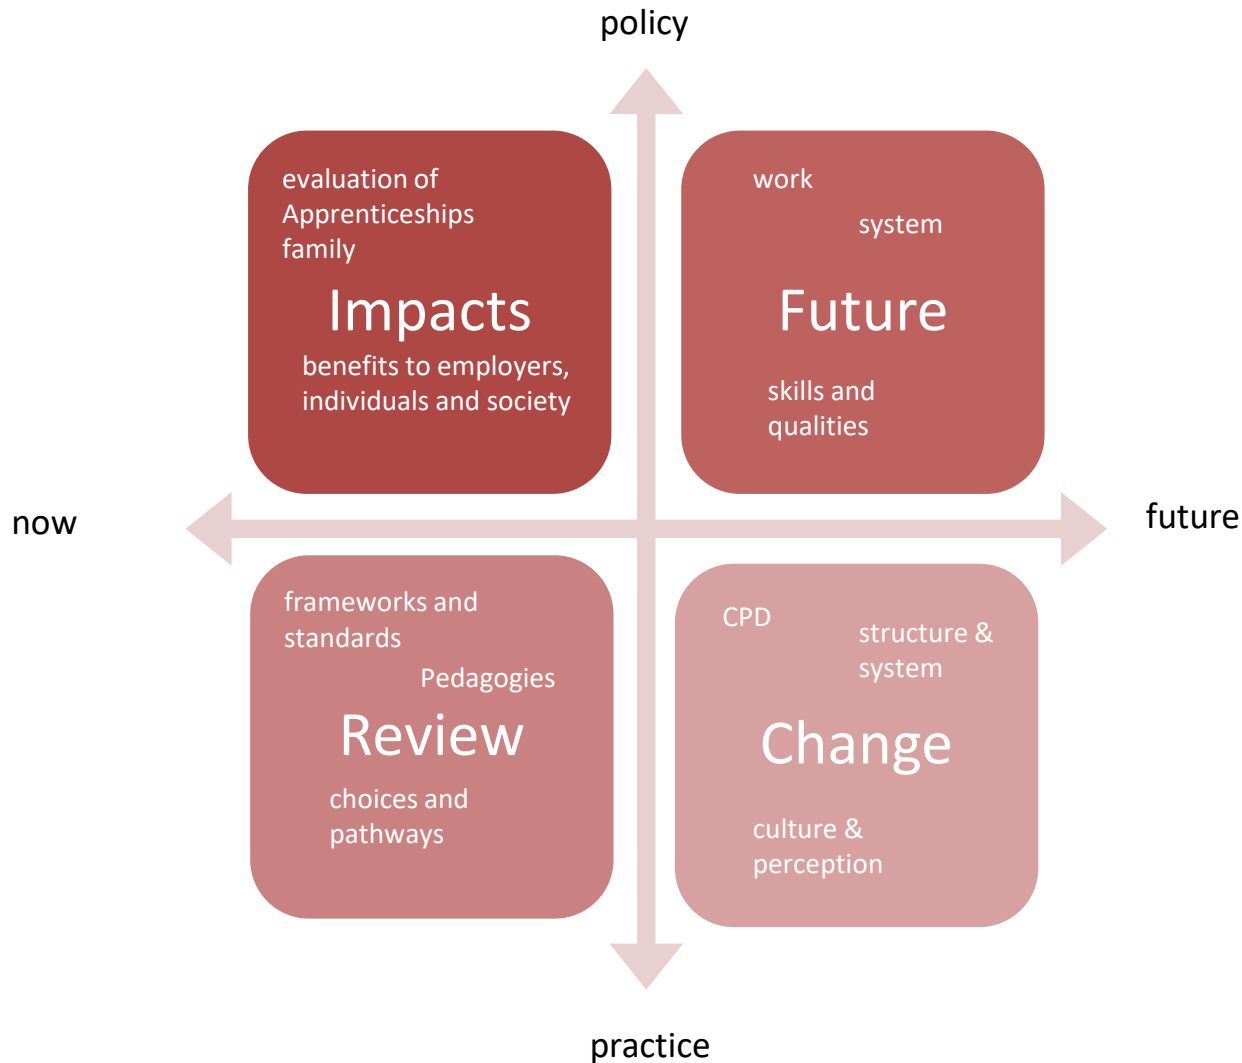 policy
evaluation of
Apprenticeships
family
Impacts
benefits to employers,
individuals and society
work
system
Future
skills and
qualities
now
future
frameworks and
standards
Pedagogies
Review
choices and
pathways
CPD
structure &
system
Change
culture &
perception
practice